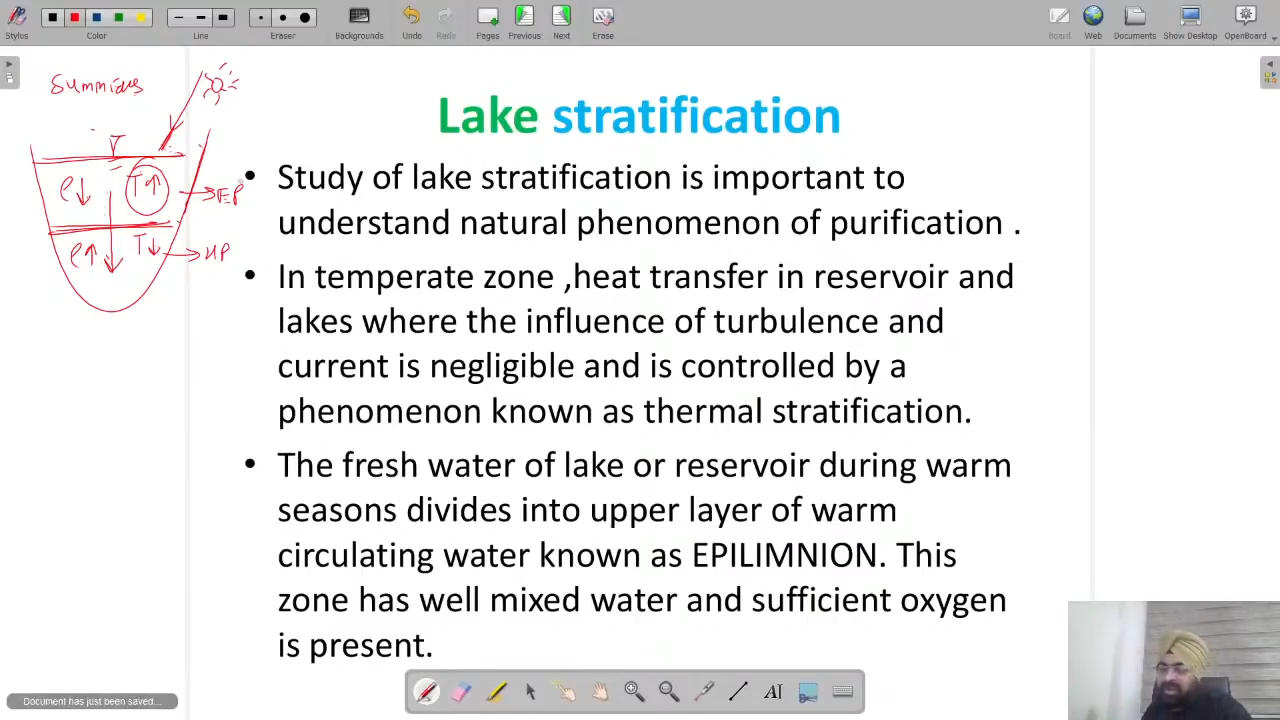 Stylus
Color
Line
Eraser
Backgrounds
Undo
Redo
Pages
Previous
Next
Erase
Board
Web
Documents
Show Desktop
OpenBoard
T
ρ↓ T↑ → EP
ρ↑ T↓ → HP
Lake stratification
• Study of lake stratification is important to
understand natural phenomenon of purification .
• In temperate zone ,heat transfer in reservoir and
lakes where the influence of turbulence and
current is negligible and is controlled by a
phenomenon known as thermal stratification.
• The fresh water of lake or reservoir during warm
seasons divides into upper layer of warm
circulating water known as EPILIMNION. This
zone has well mixed water and sufficient oxygen
is present.
Document has just been saved...
AI